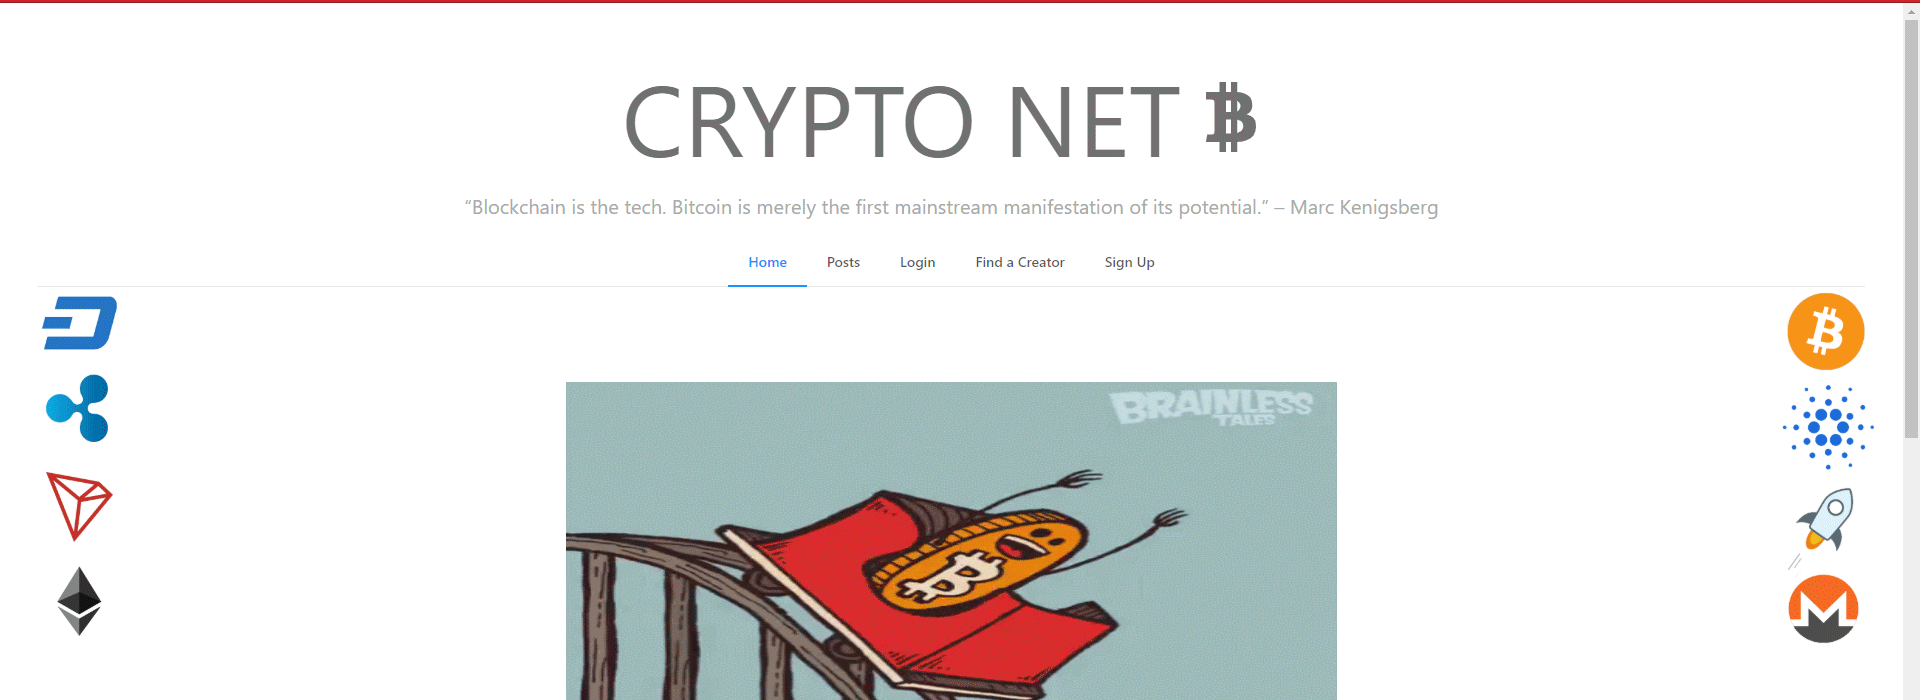 CRYPTO NET
“Blockchain is the tech. Bitcoin is merely the first mainstream manifestation of its potential.” – Marc Kenigsberg
Home Posts Login Find a Creator Sign Up
BRAINLESS
TALES